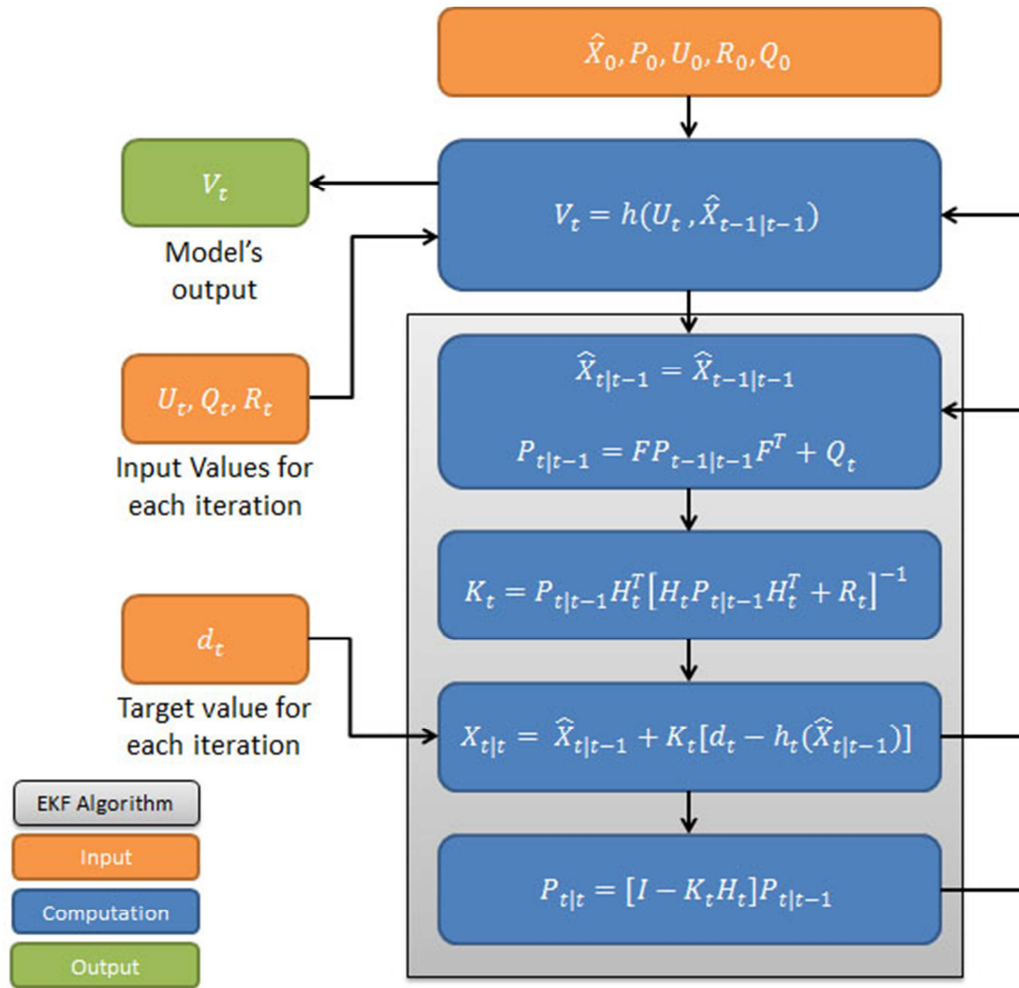 X̂₀, P₀, U₀, R₀, Q₀
Vₜ
Model's
output
Vₜ = h(Uₜ , X̂ₜ₋₁|ₜ₋₁)
Uₜ, Qₜ, Rₜ
Input Values for
each iteration
X̂ₜ|ₜ₋₁ = X̂ₜ₋₁|ₜ₋₁
Pₜ|ₜ₋₁ = FPₜ₋₁|ₜ₋₁Fᵀ + Qₜ
Kₜ = Pₜ|ₜ₋₁Hₜᵀ[HₜPₜ|ₜ₋₁Hₜᵀ + Rₜ]⁻¹
dₜ
Target value for
each iteration
Xₜ|ₜ = X̂ₜ|ₜ₋₁ + Kₜ[dₜ − hₜ(X̂ₜ|ₜ₋₁)]
Pₜ|ₜ = [I − KₜHₜ]Pₜ|ₜ₋₁
EKF Algorithm
Input
Computation
Output